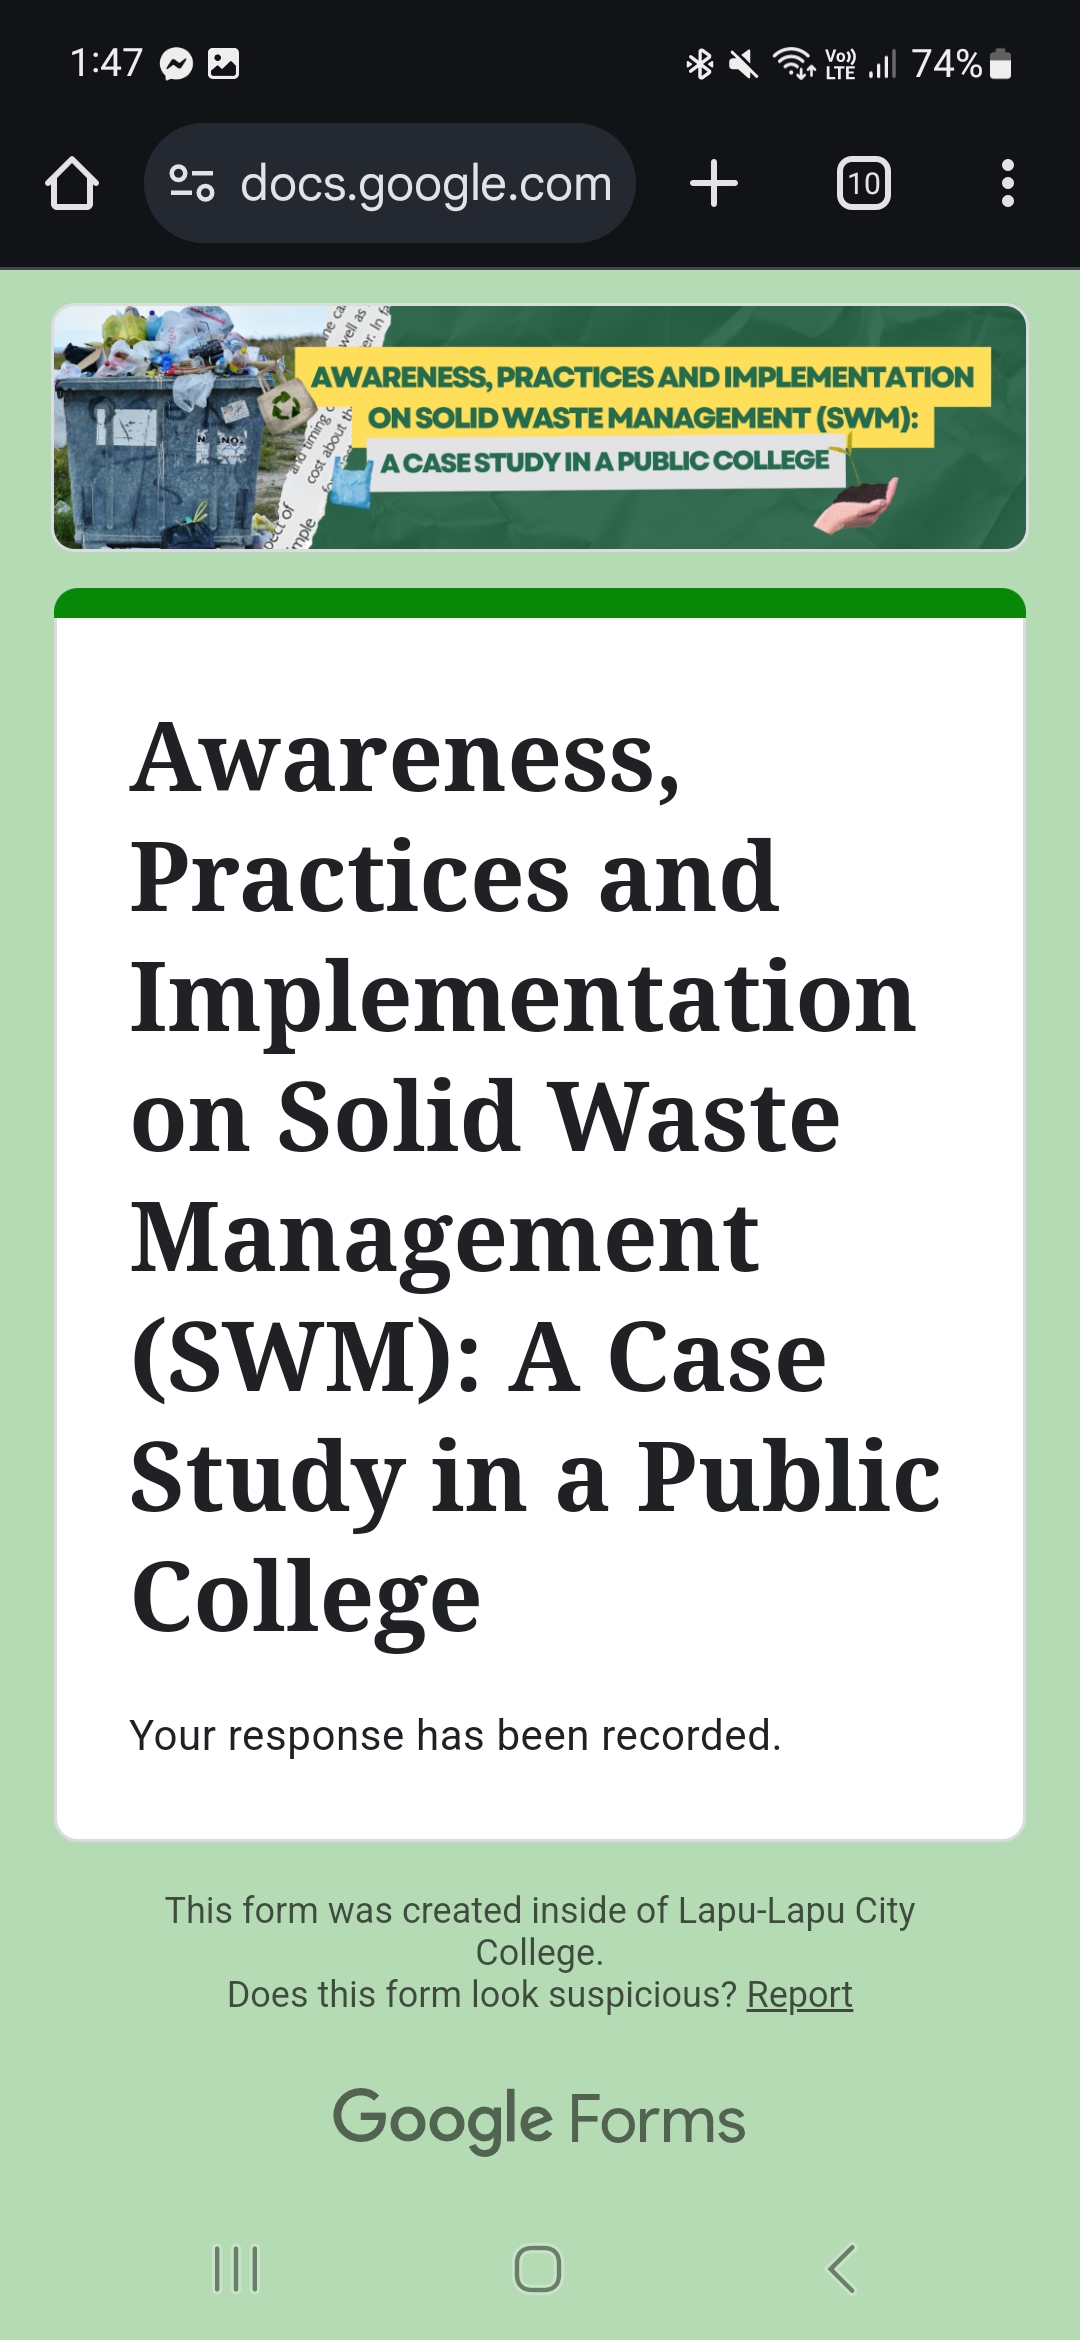 1:47
Vo))
LTE
74%
docs.google.com
10
AWARENESS, PRACTICES AND IMPLEMENTATION
ON SOLID WASTE MANAGEMENT (SWM):
A CASE STUDY IN A PUBLIC COLLEGE
Awareness,
Practices and
Implementation
on Solid Waste
Management
(SWM): A Case
Study in a Public
College
Your response has been recorded.
This form was created inside of Lapu-Lapu City
College.
Does this form look suspicious? Report
Google Forms